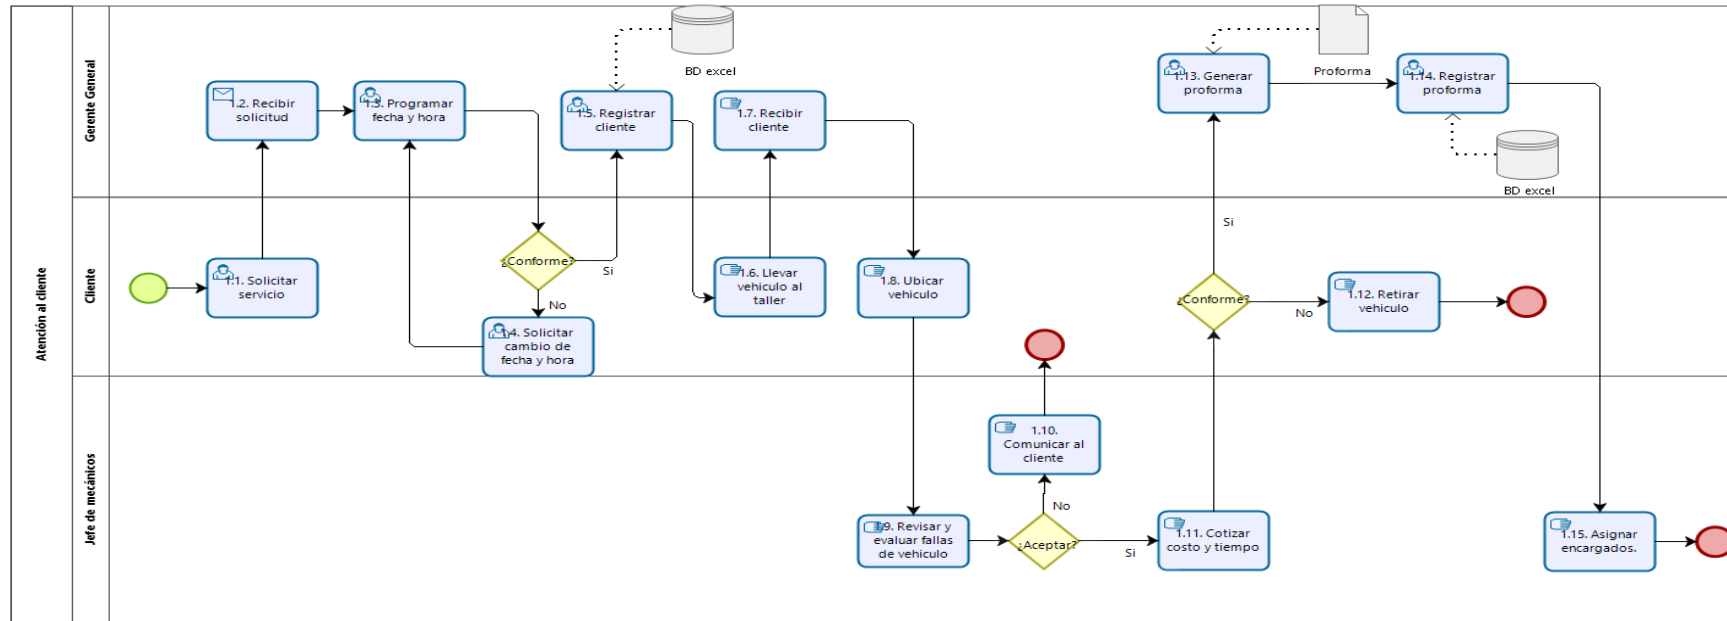 Atención al cliente
Gerente General
Cliente
Jefe de mecánicos
1.1. Solicitar
servicio
1.2. Recibir
solicitud
1.3. Programar
fecha y hora
¿Conforme?
Si
No
1.4. Solicitar
cambio de
fecha y hora
1.5. Registrar
cliente
BD excel
1.6. Llevar
vehiculo al
taller
1.7. Recibir
cliente
1.8. Ubicar
vehiculo
1.9. Revisar y
evaluar fallas
de vehiculo
¿Aceptar?
No
Si
1.10.
Comunicar al
cliente
1.11. Cotizar
costo y tiempo
¿Conforme?
Si
No
1.12. Retirar
vehiculo
1.13. Generar
proforma
Proforma
1.14. Registrar
proforma
BD excel
1.15. Asignar
encargados.